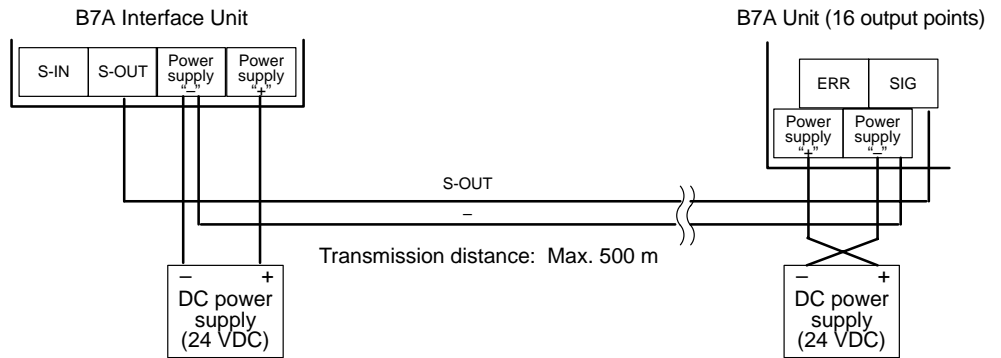 B7A Interface Unit
B7A Unit (16 output points)
S-IN
S-OUT
Power
supply
“–”
Power
supply
“+”
ERR
SIG
Power
supply
“+”
Power
supply
“–”
S-OUT
–
Transmission distance: Max. 500 m
– +
DC power
supply
(24 VDC)
– +
DC power
supply
(24 VDC)